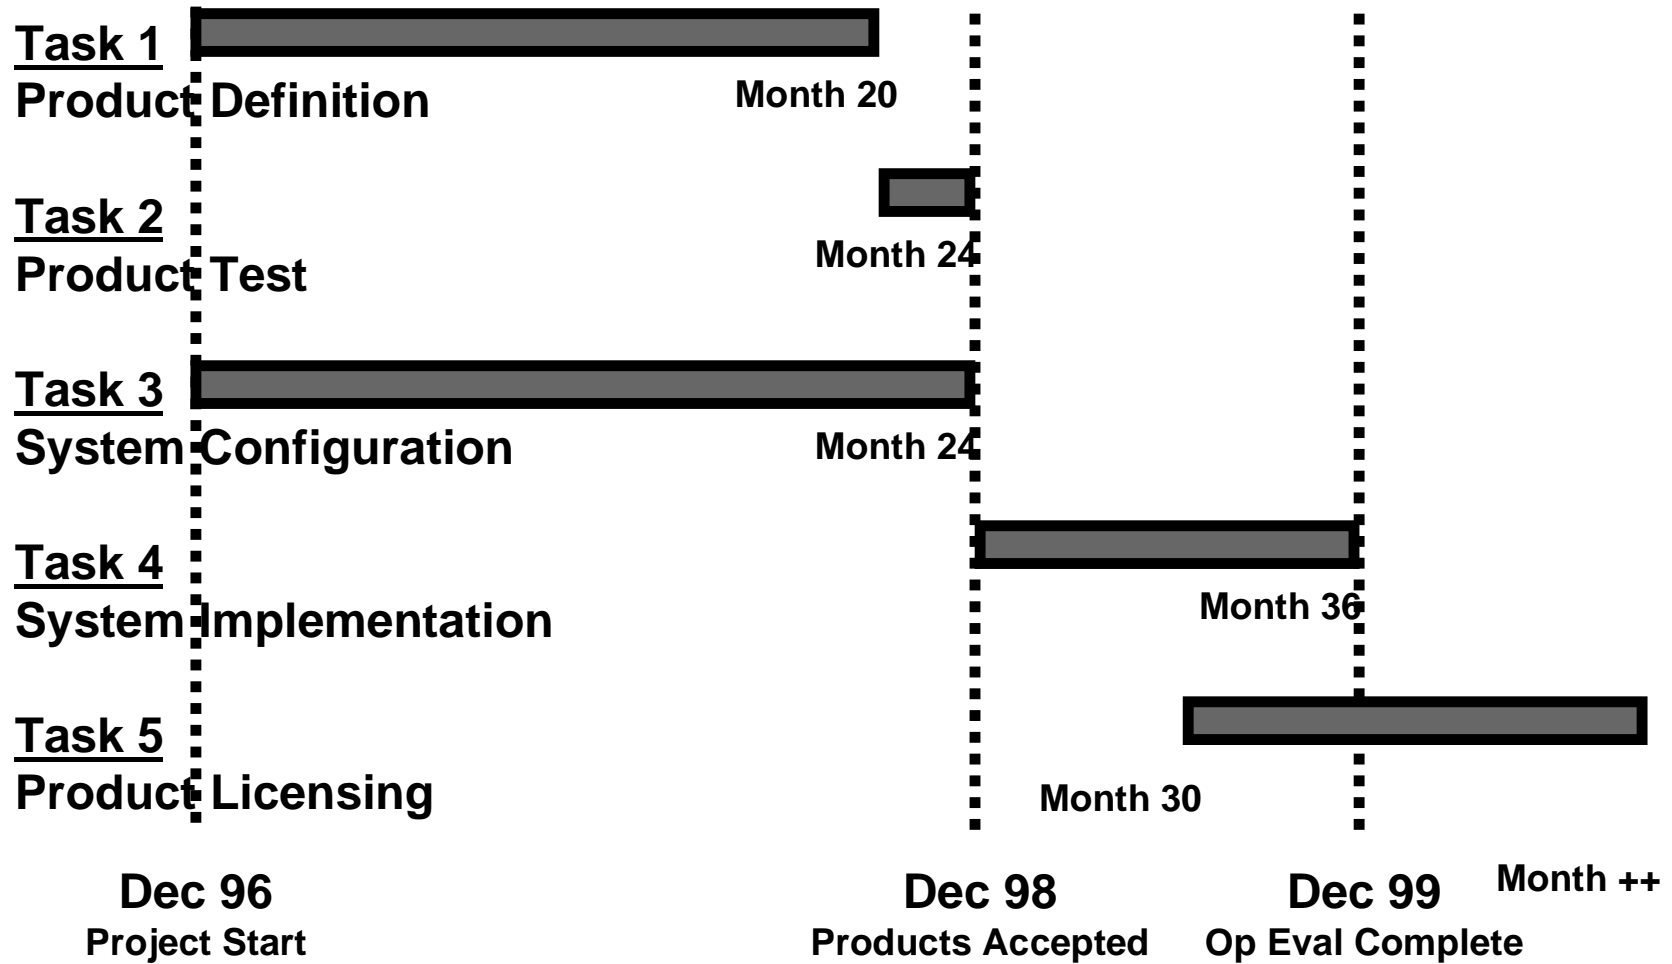 Task 1
Product Definition
Month 20
Task 2
Product Test
Month 24
Task 3
System Configuration
Month 24
Task 4
System Implementation
Month 36
Task 5
Product Licensing
Month 30
Dec 96
Project Start
Dec 98
Products Accepted
Dec 99
Op Eval Complete
Month ++